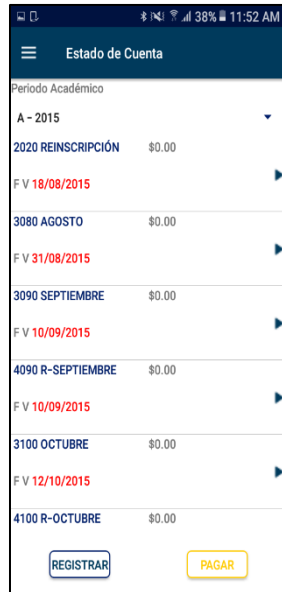 38% 11:52 AM
Estado de Cuenta
Periodo Académico
A - 2015
2020 REINSCRIPCIÓN $0.00
F V 18/08/2015
3080 AGOSTO $0.00
F V 31/08/2015
3090 SEPTIEMBRE $0.00
F V 10/09/2015
4090 R-SEPTIEMBRE $0.00
F V 10/09/2015
3100 OCTUBRE $0.00
F V 12/10/2015
4100 R-OCTUBRE $0.00
REGISTRAR PAGAR